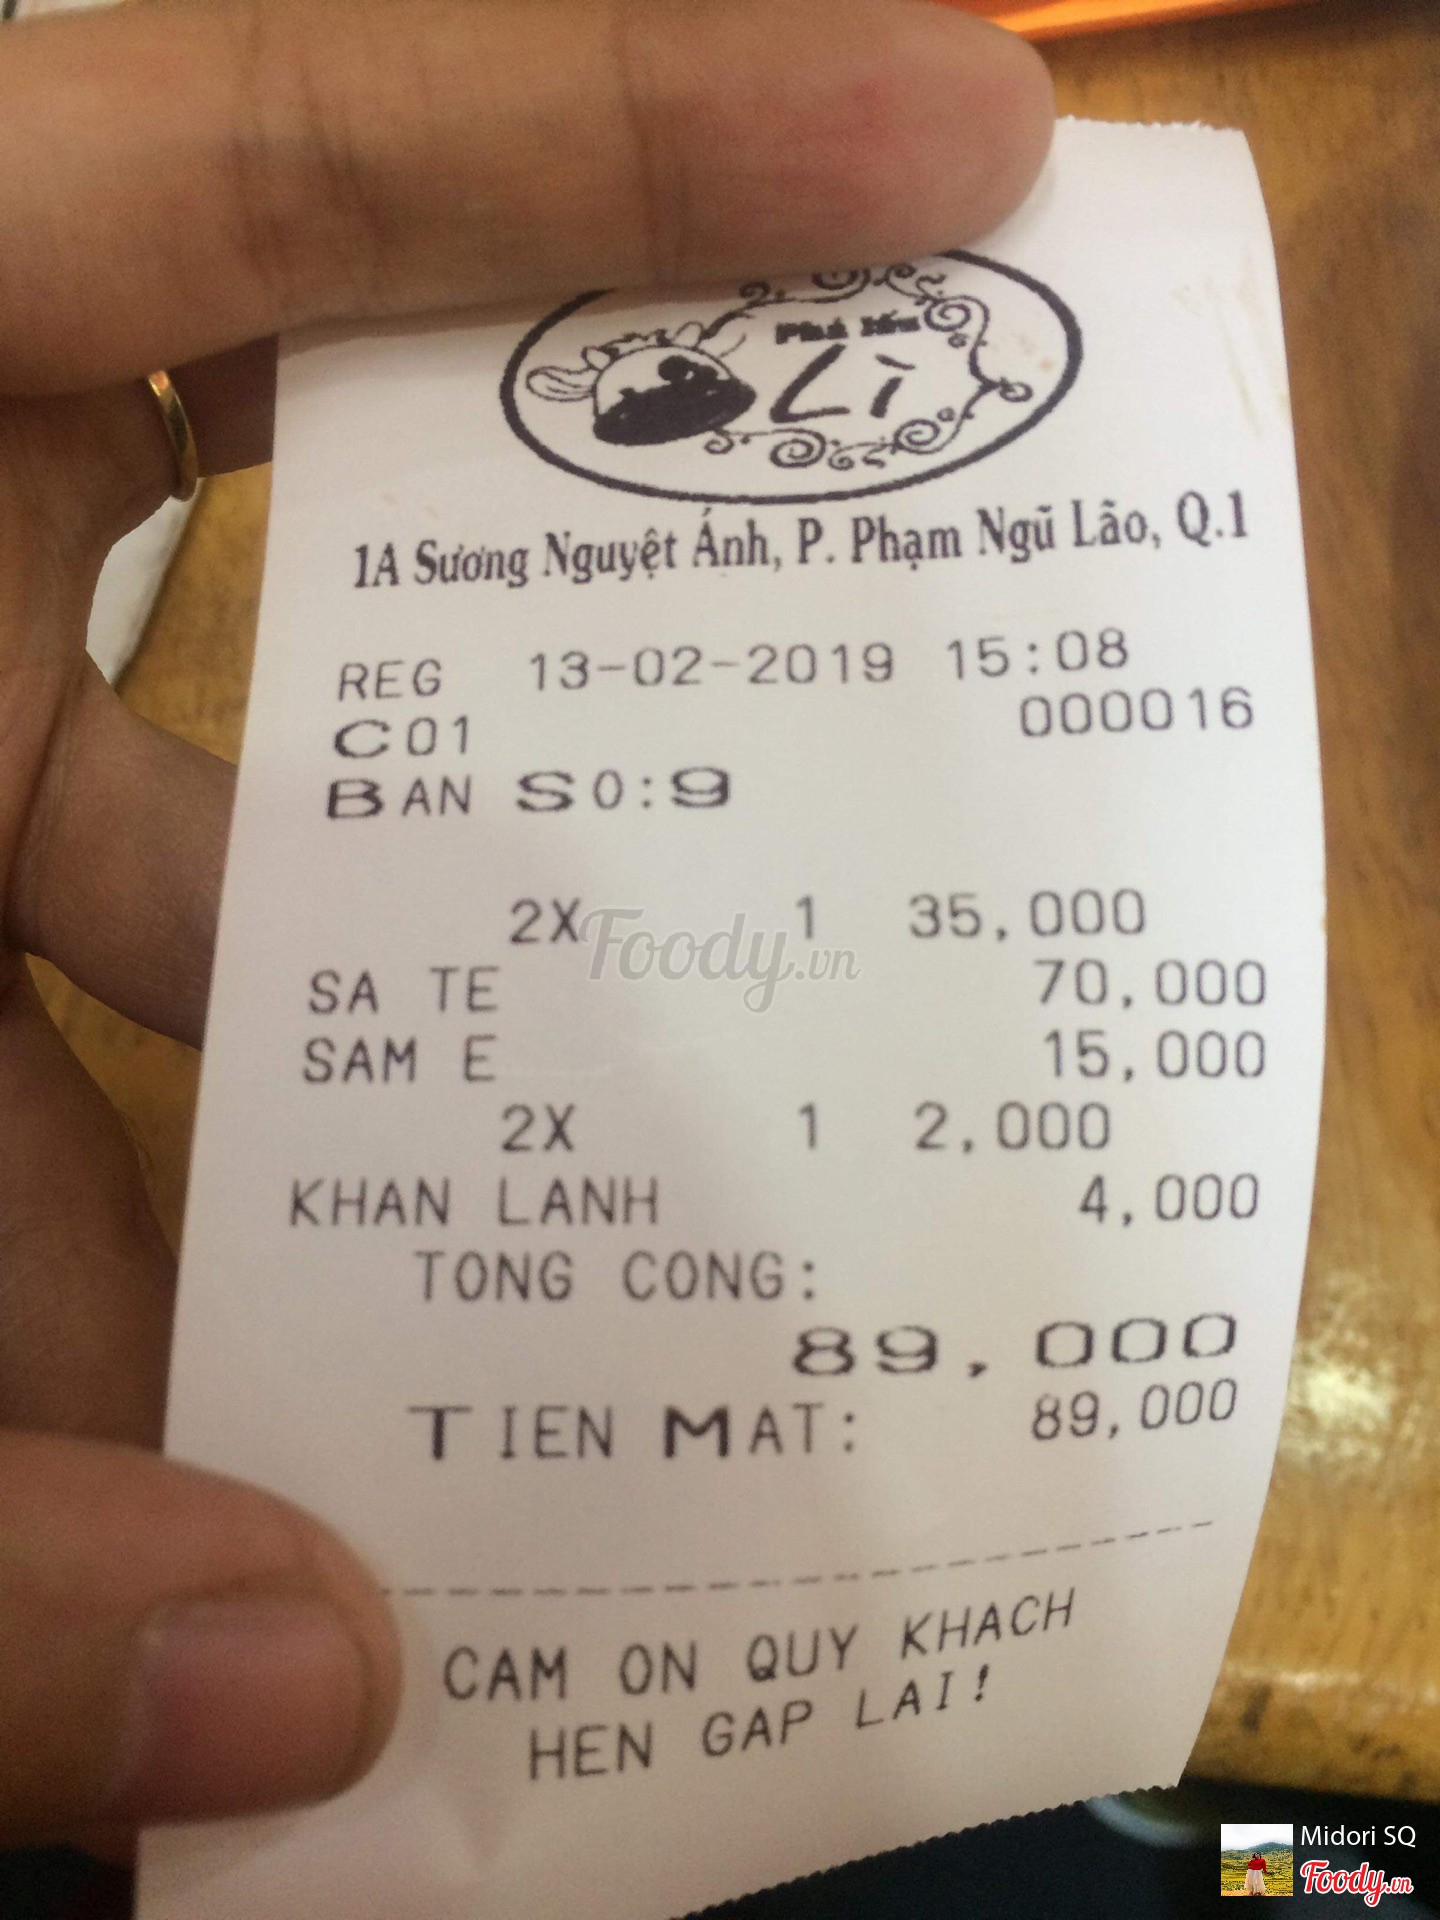 Phá lấu
Lì
1A Sương Nguyệt Ánh, P. Phạm Ngũ Lão, Q.1
REG 13-02-2019 15:08
C01 000016
BAN SO:9
2X 1 35,000
Foody.vn
SA TE 70,000
SAM E 15,000
2X 1 2,000
KHAN LANH 4,000
TONG CONG:
89,000
TIEN MAT: 89,000
CAM ON QUY KHACH
HEN GAP LAI!
Midori SQ
Foody.vn